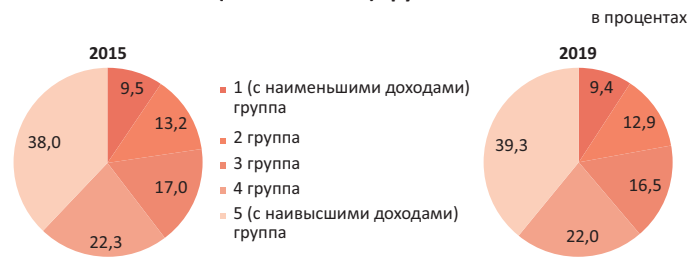 в процентах
2015
9,5
13,2
17,0
22,3
38,0
1 (с наименьшими доходами)
группа
2 группа
3 группа
4 группа
5 (с наивысшими доходами)
группа
2019
9,4
12,9
16,5
22,0
39,3